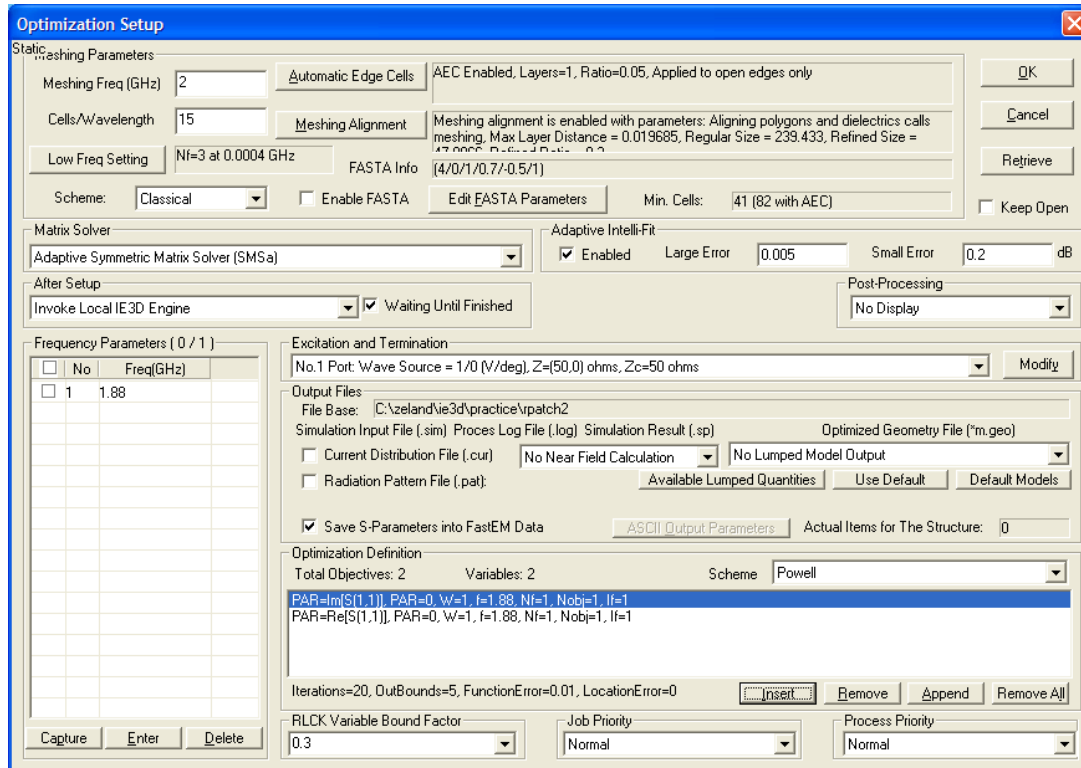 Optimization Setup
Static
Meshing Parameters
Meshing Freq (GHz) 2 Automatic Edge Cells AEC Enabled, Layers=1, Ratio=0.05, Applied to open edges only OK
Cells/Wavelength 15 Meshing Alignment Meshing alignment is enabled with parameters: Aligning polygons and dielectrics calls
meshing, Max Layer Distance = 0.019685, Regular Size = 239.433, Refined Size =
Cancel
Low Freq Setting Nf=3 at 0.0004 GHz FASTA Info (4/0/1/0.7/-0.5/1) Retrieve
Scheme: Classical Enable FASTA Edit FASTA Parameters Min. Cells: 41 (82 with AEC) Keep Open
Matrix Solver Adaptive Intelli-Fit
Adaptive Symmetric Matrix Solver (SMSa) Enabled Large Error 0.005 Small Error 0.2 dB
After Setup Post-Processing
Invoke Local IE3D Engine Waiting Until Finished No Display
Frequency Parameters ( 0 / 1 ) Excitation and Termination
No Freq(GHz) No.1 Port: Wave Source = 1/0 (V/deg), Z=(50,0) ohms, Zc=50 ohms Modify
1 1.88
Output Files
File Base: C:\zeland\ie3d\practice\rpatch2
Simulation Input File (.sim) Proces Log File (.log) Simulation Result (.sp) Optimized Geometry File (*m.geo)
Current Distribution File (.cur) No Near Field Calculation No Lumped Model Output
Radiation Pattern File (.pat): Available Lumped Quantities Use Default Default Models
Save S-Parameters into FastEM Data ASCII Output Parameters Actual Items for The Structure: 0
Optimization Definition
Total Objectives: 2 Variables: 2 Scheme Powell
PAR=Im[S(1,1)], PAR=0, W=1, f=1.88, Nf=1, Nobj=1, If=1
PAR=Re[S(1,1)], PAR=0, W=1, f=1.88, Nf=1, Nobj=1, If=1
Iterations=20, OutBounds=5, FunctionError=0.01, LocationError=0 Insert Remove Append Remove All
RLCK Variable Bound Factor Job Priority Process Priority
Capture Enter Delete 0.3 Normal Normal